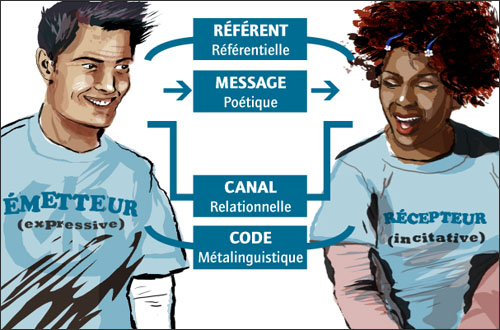 RÉFÉRENT
Référentielle
MESSAGE
Poétique
ÉMETTEUR
(expressive)
RÉCEPTEUR
(incitative)
CANAL
Relationnelle
CODE
Métalinguistique